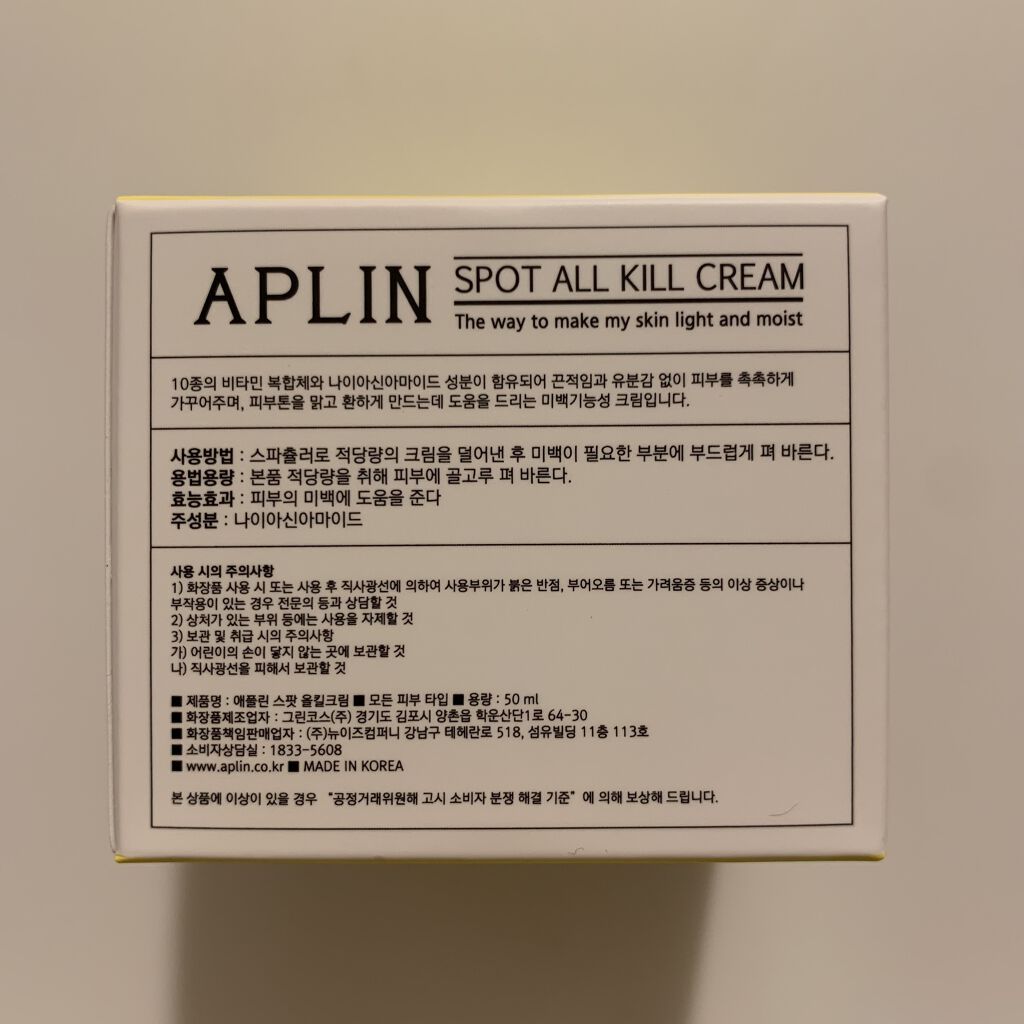 APLIN
SPOT ALL KILL CREAM
The way to make my skin light and moist
10종의 비타민 복합체와 나이아신아마이드 성분이 함유되어 끈적임과 유분감 없이 피부를 촉촉하게
가꾸어주며, 피부톤을 맑고 환하게 만드는데 도움을 드리는 미백기능성 크림입니다.
사용방법 : 스파츌러로 적당량의 크림을 덜어낸 후 미백이 필요한 부분에 부드럽게 펴 바른다.
용법용량 : 본품 적당량을 취해 피부에 골고루 펴 바른다.
효능효과 : 피부의 미백에 도움을 준다
주성분 : 나이아신아마이드
사용 시의 주의사항
1) 화장품 사용 시 또는 사용 후 직사광선에 의하여 사용부위가 붉은 반점, 부어오름 또는 가려움증 등의 이상 증상이나
부작용이 있는 경우 전문의 등과 상담할 것
2) 상처가 있는 부위 등에는 사용을 자제할 것
3) 보관 및 취급 시의 주의사항
가) 어린이의 손이 닿지 않는 곳에 보관할 것
나) 직사광선을 피해서 보관할 것
■ 제품명 : 애플린 스팟 올킬크림 ■ 모든 피부 타입 ■ 용량 : 50 ml
■ 화장품제조업자 : 그린코스(주) 경기도 김포시 양촌읍 학운산단1로 64-30
■ 화장품책임판매업자 : (주)뉴이즈컴퍼니 강남구 테헤란로 518, 섬유빌딩 11층 113호
■ 소비자상담실 : 1833-5608
■ www.aplin.co.kr ■ MADE IN KOREA
본 상품에 이상이 있을 경우 “공정거래위원해 고시 소비자 분쟁 해결 기준” 에 의해 보상해 드립니다.